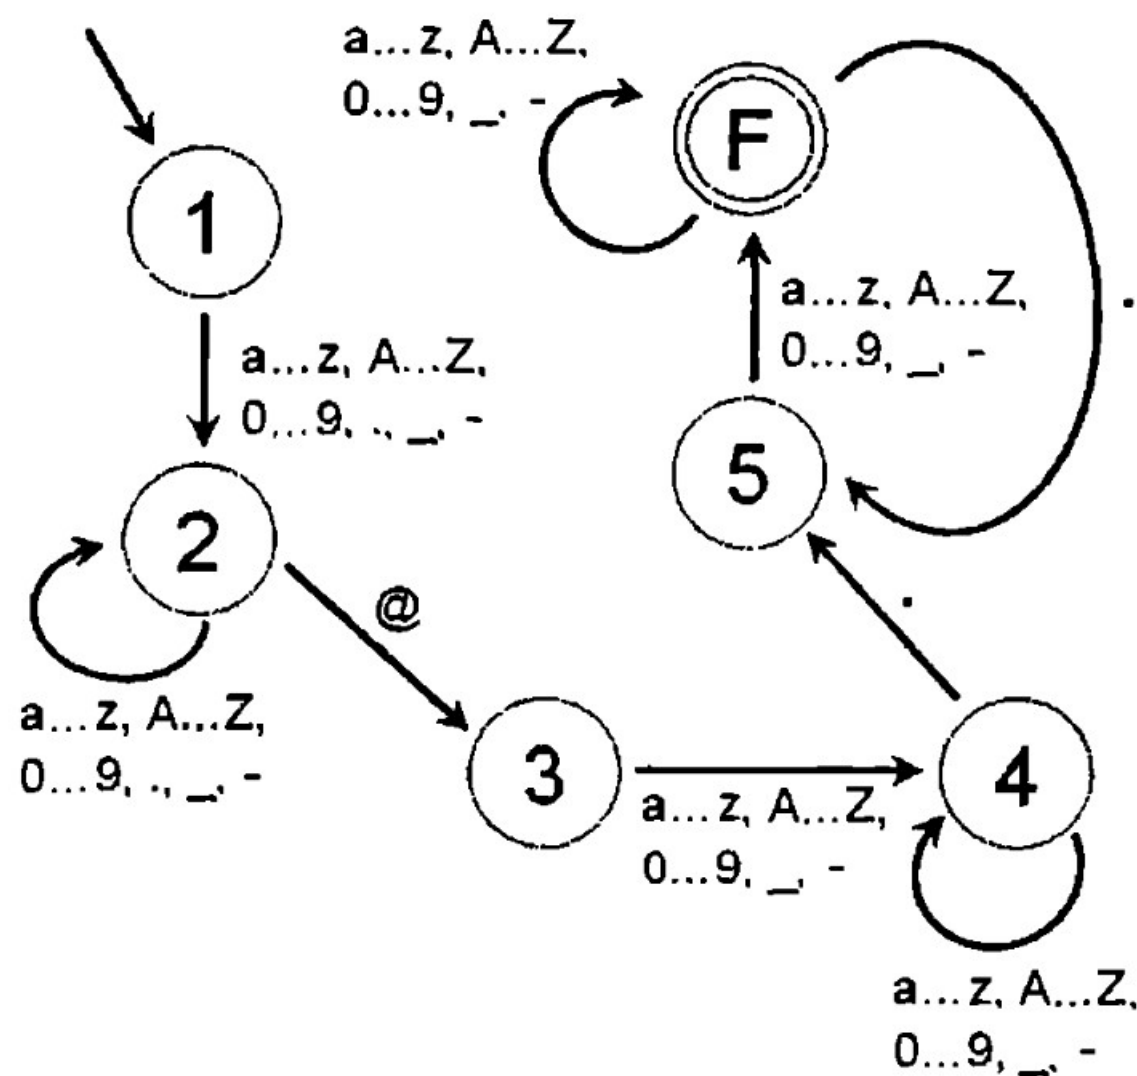 a...z, A...Z,
0...9, _, -
F
1
a...z, A...Z,
0...9, _, -
.
a...z, A...Z,
0...9, ., _, -
5
2
@
.
a...z, A...Z,
0...9, ., _, -
3
4
a...z, A...Z,
0...9, _, -
a...z, A...Z,
0...9, _, -